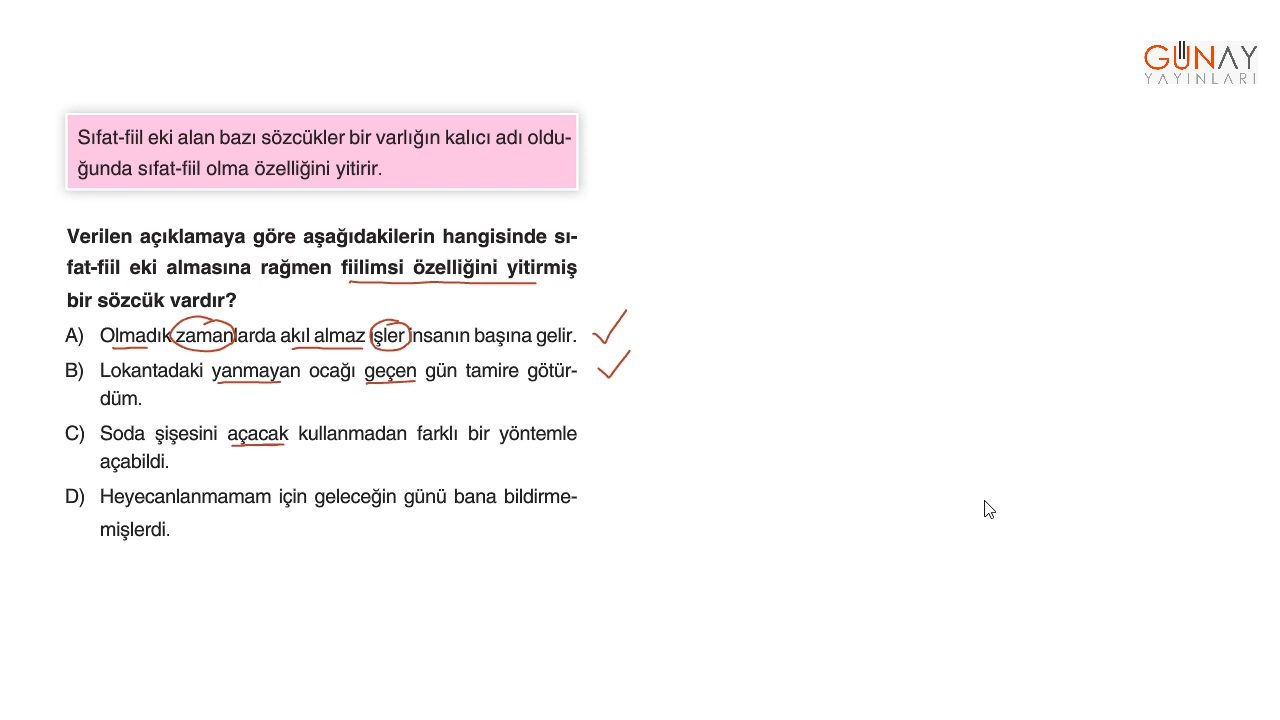 GÜNAY
YAYINLARI
Sıfat-fiil eki alan bazı sözcükler bir varlığın kalıcı adı oldu-
ğunda sıfat-fiil olma özelliğini yitirir.
Verilen açıklamaya göre aşağıdakilerin hangisinde sı-
fat-fiil eki almasına rağmen fiilimsi özelliğini yitirmiş
bir sözcük vardır?
A) Olmadık zamanlarda akıl almaz işler insanın başına gelir.
B) Lokantadaki yanmayan ocağı geçen gün tamire götür-
düm.
C) Soda şişesini açacak kullanmadan farklı bir yöntemle
açabildi.
D) Heyecanlanmamam için geleceğin günü bana bildirme-
mişlerdi.